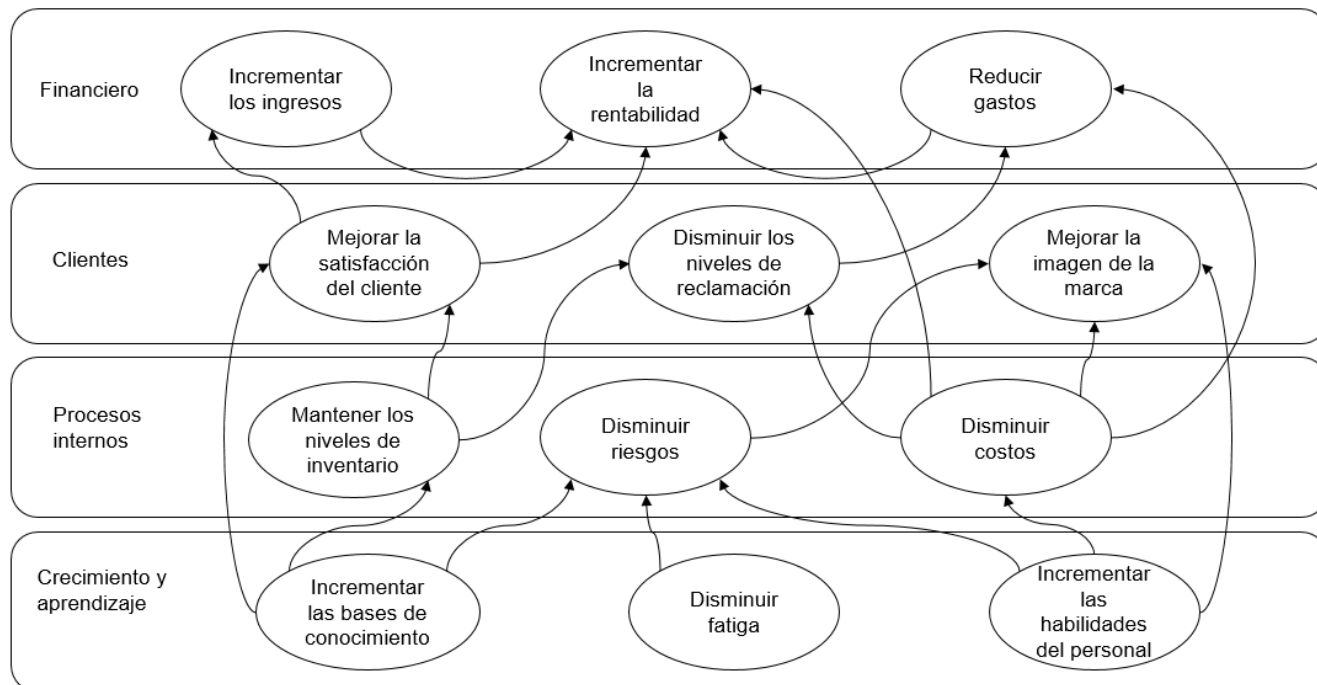 Financiero
Incrementar
los ingresos
Incrementar
la
rentabilidad
Reducir
gastos
Clientes
Mejorar la
satisfacción
del cliente
Disminuir los
niveles de
reclamación
Mejorar la
imagen de la
marca
Procesos
internos
Mantener los
niveles de
inventario
Disminuir
riesgos
Disminuir
costos
Crecimiento y
aprendizaje
Incrementar
las bases de
conocimiento
Disminuir
fatiga
Incrementar
las
habilidades
del personal